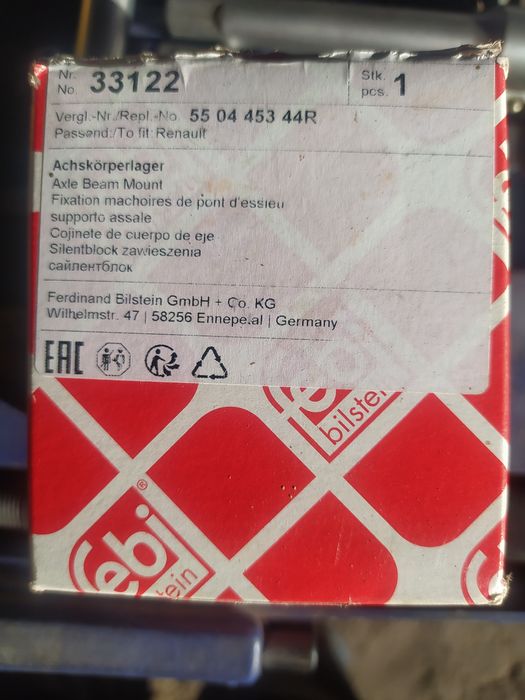 Nr. No. 33122 Stk. pcs. 1
Vergl.-Nr./Repl.-No. 55 04 453 44R
Passend./To fit: Renault
Achskörperlager
Axle Beam Mount
Fixation machoires de pont d'essieu
supporto assale
Cojinete de cuerpo de eje
Silentblock zawieszenia
сайлентблок
Ferdinand Bilstein GmbH + Co. KG
Wilhelmstr. 47 | 58256 Ennepetal | Germany
EAC
febi
bilstein
febi ®
stein